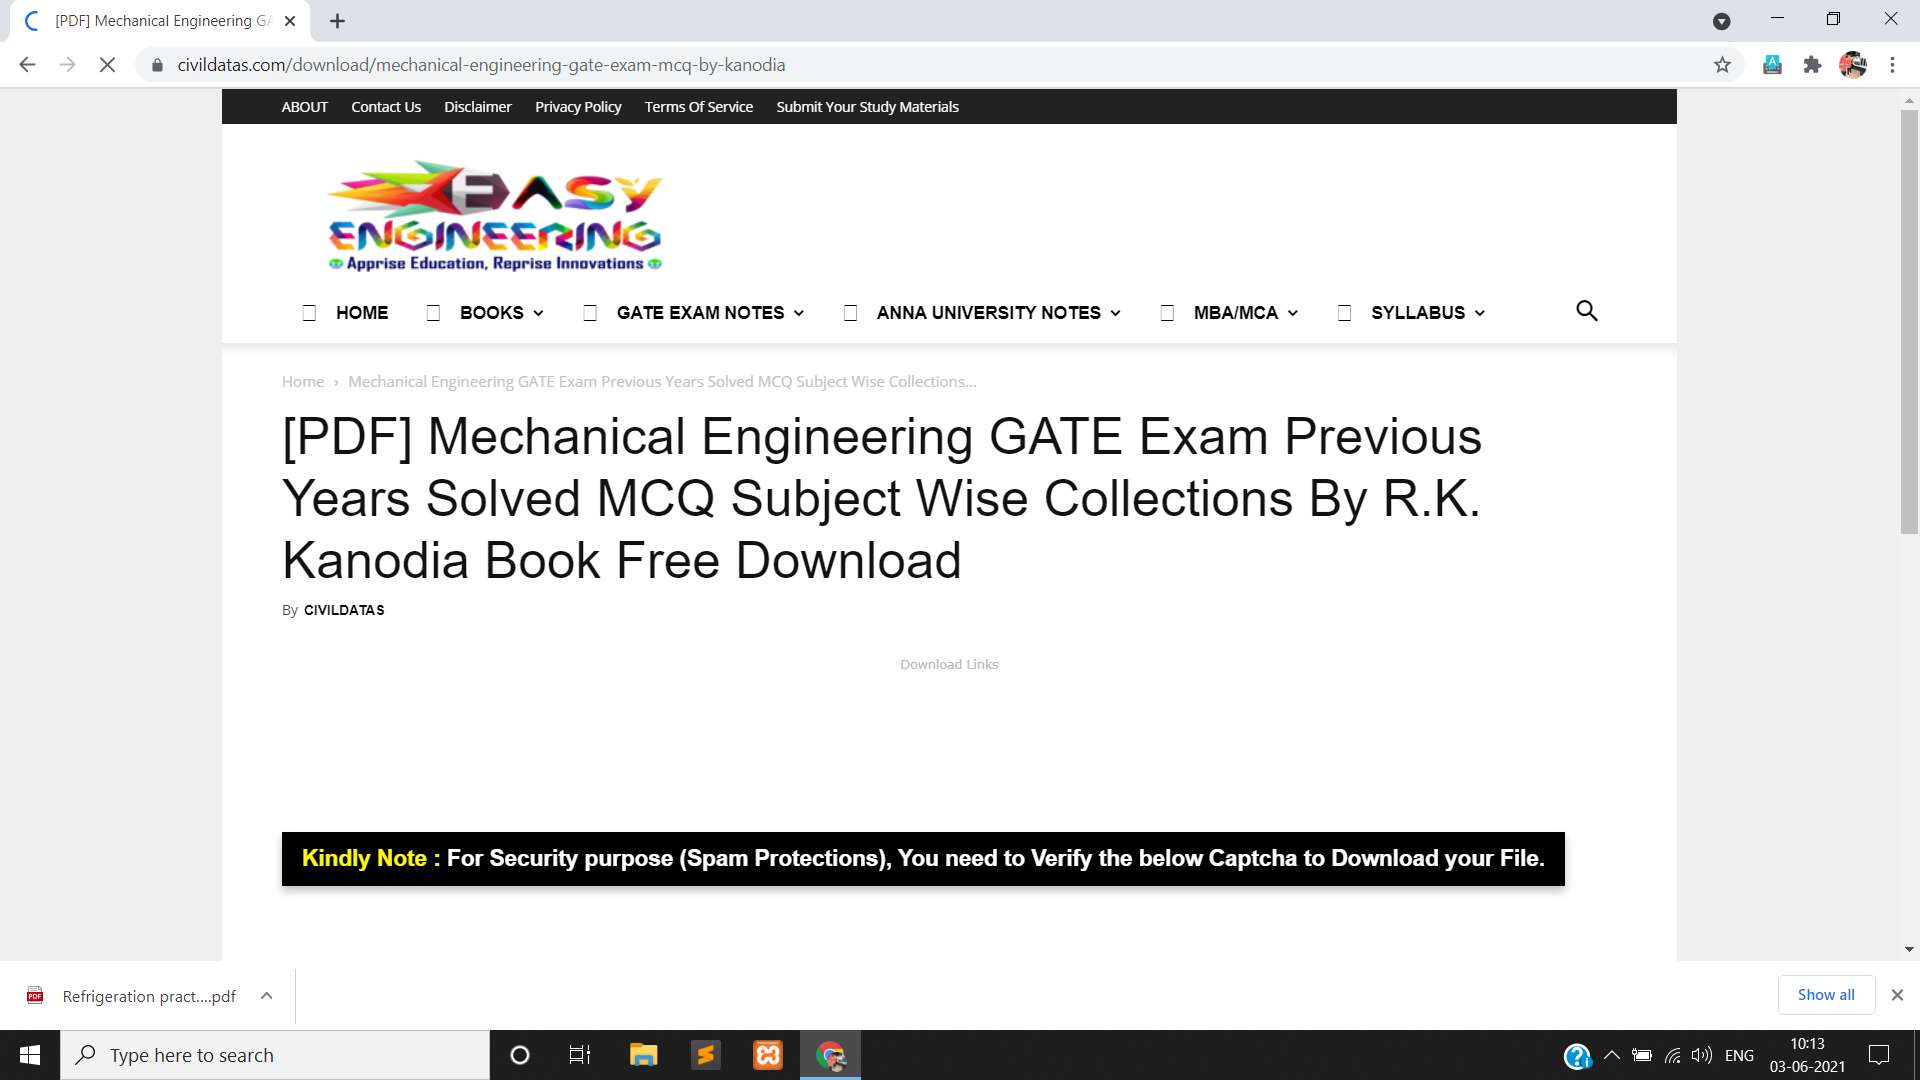 [PDF] Mechanical Engineering GA
civildatas.com/download/mechanical-engineering-gate-exam-mcq-by-kanodia
ABOUT Contact Us Disclaimer Privacy Policy Terms Of Service Submit Your Study Materials
EASY
ENGINEERING
Apprise Education, Reprise Innovations
HOME BOOKS GATE EXAM NOTES ANNA UNIVERSITY NOTES MBA/MCA SYLLABUS
Home › Mechanical Engineering GATE Exam Previous Years Solved MCQ Subject Wise Collections...
[PDF] Mechanical Engineering GATE Exam Previous
Years Solved MCQ Subject Wise Collections By R.K.
Kanodia Book Free Download
By CIVILDATAS
Download Links
Kindly Note : For Security purpose (Spam Protections), You need to Verify the below Captcha to Download your File.
PDF Refrigeration pract....pdf
Show all
Type here to search
ENG
10:13
03-06-2021